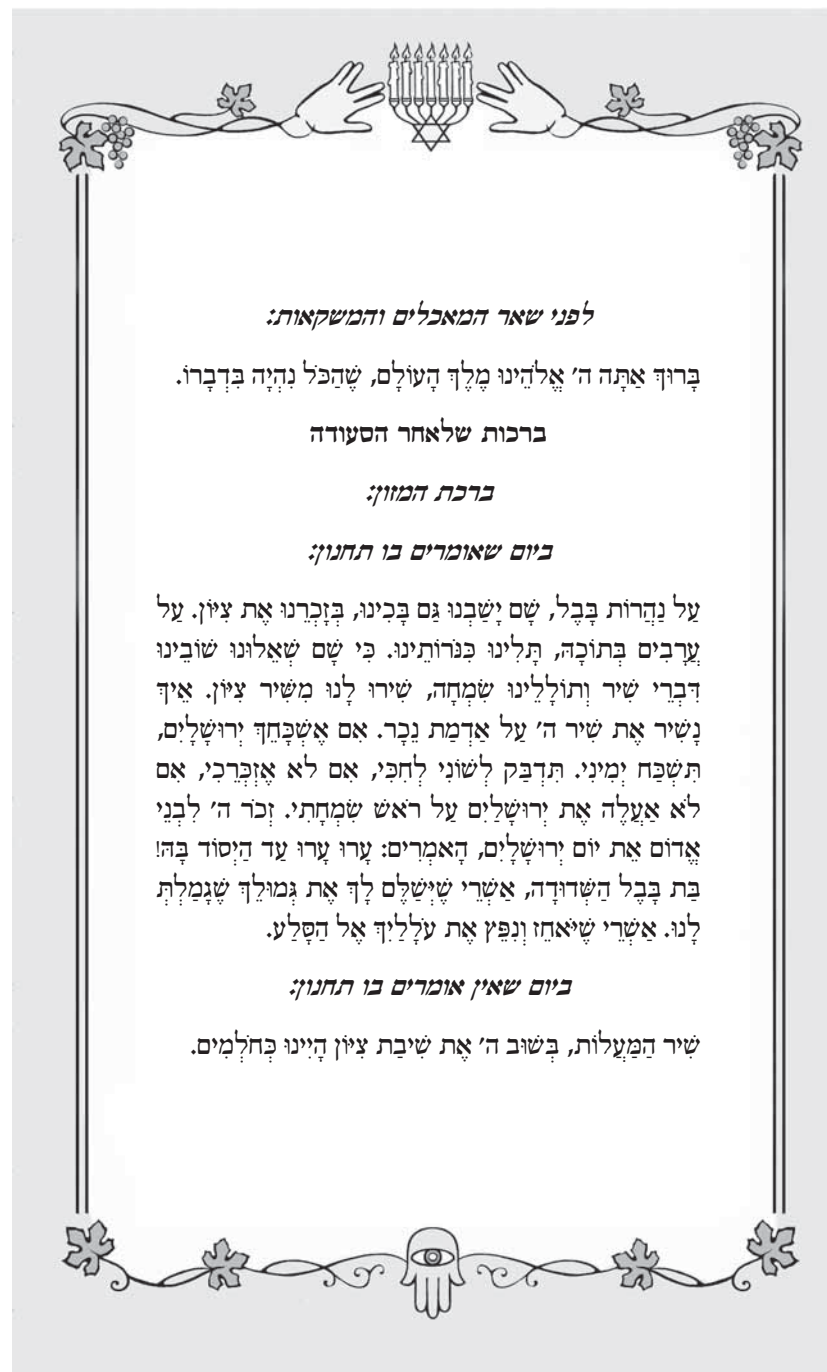 לפני שאר המאכלים והמשקאות:
בָּרוּךְ אַתָּה ה' אֱלֹהֵינוּ מֶלֶךְ הָעוֹלָם, שֶׁהַכֹּל נִהְיָה בִּדְבָרוֹ.
ברכות שלאחר הסעודה
ברכת המזון:
ביום שאומרים בו תחנון:
עַל נַהֲרוֹת בָּבֶל, שָׁם יָשַׁבְנוּ גַּם בָּכִינוּ, בְּזָכְרֵנוּ אֶת צִיּוֹן. עַל
עֲרָבִים בְּתוֹכָהּ, תָּלִינוּ כִּנֹּרוֹתֵינוּ. כִּי שָׁם שְׁאֵלוּנוּ שׁוֹבֵינוּ
דִּבְרֵי שִׁיר וְתוֹלָלֵינוּ שִׂמְחָה, שִׁירוּ לָנוּ מִשִּׁיר צִיּוֹן. אֵיךְ
נָשִׁיר אֶת שִׁיר ה' עַל אַדְמַת נֵכָר. אִם אֶשְׁכָּחֵךְ יְרוּשָׁלָיִם,
תִּשְׁכַּח יְמִינִי. תִּדְבַּק לְשׁוֹנִי לְחִכִּי, אִם לֹא אֶזְכְּרֵכִי, אִם
לֹא אַעֲלֶה אֶת יְרוּשָׁלַיִם עַל רֹאשׁ שִׂמְחָתִי. זְכֹר ה' לִבְנֵי
אֱדוֹם אֵת יוֹם יְרוּשָׁלָיִם, הָאֹמְרִים: עָרוּ עָרוּ עַד הַיְסוֹד בָּהּ!
בַּת בָּבֶל הַשְּׁדוּדָה, אַשְׁרֵי שֶׁיְּשַׁלֶּם לָךְ אֶת גְּמוּלֵךְ שֶׁגָּמַלְתְּ
לָנוּ. אַשְׁרֵי שֶׁיֹּאחֵז וְנִפֵּץ אֶת עֹלָלַיִךְ אֶל הַסָּלַע.
ביום שאין אומרים בו תחנון:
שִׁיר הַמַּעֲלוֹת, בְּשׁוּב ה' אֶת שִׁיבַת צִיּוֹן הָיִינוּ כְּחֹלְמִים.